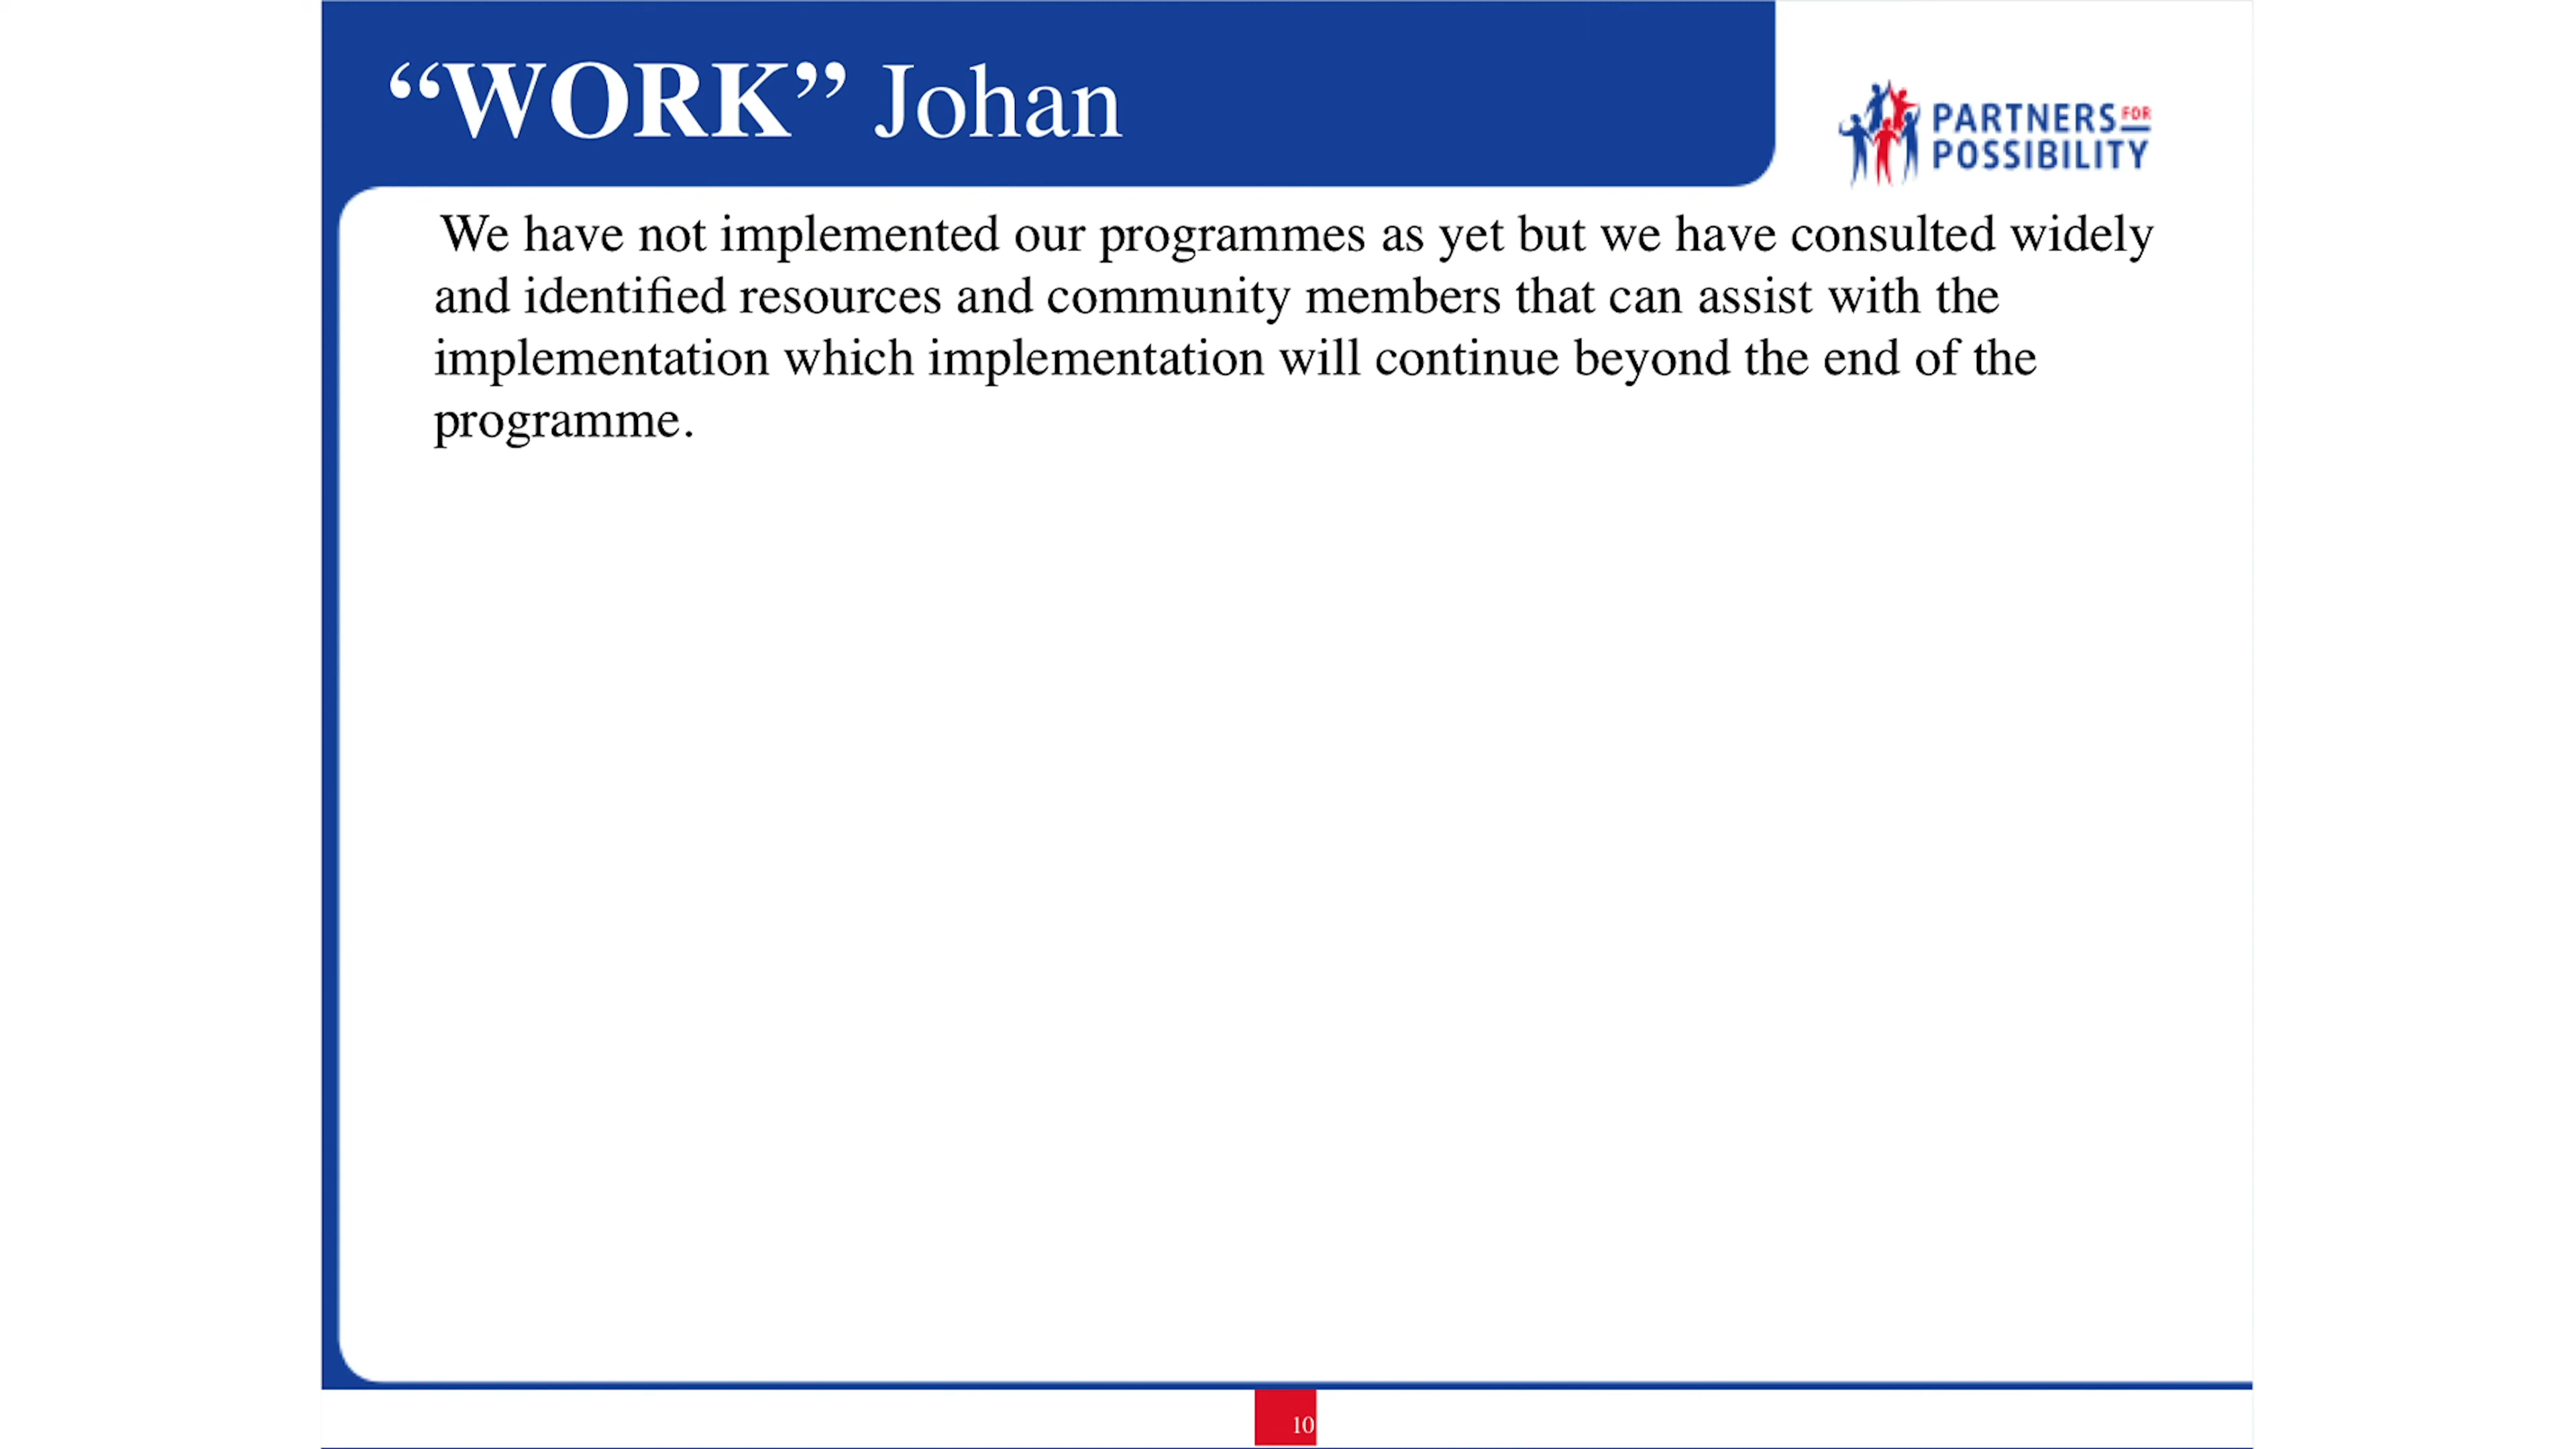 “WORK” Johan
PARTNERS FOR
POSSIBILITY
We have not implemented our programmes as yet but we have consulted widely
and identified resources and community members that can assist with the
implementation which implementation will continue beyond the end of the
programme.
10